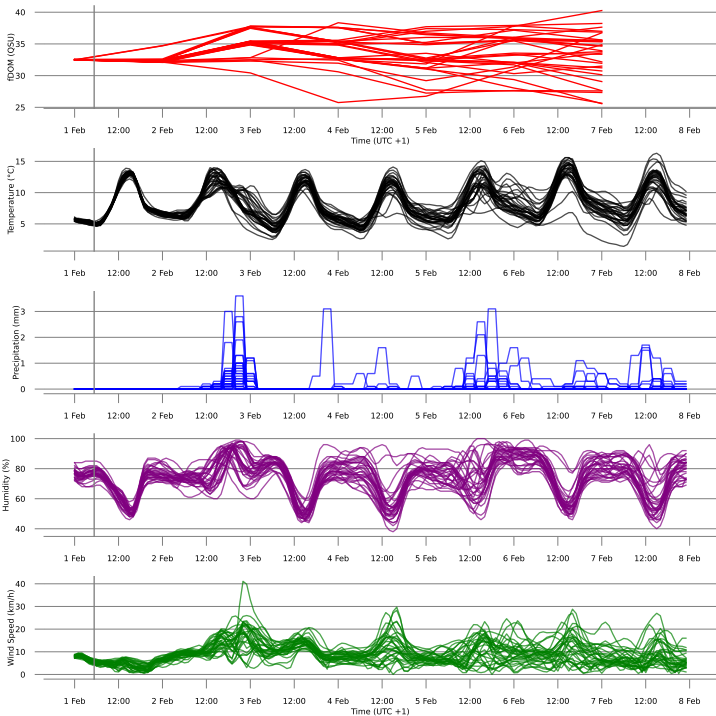 40
35
30
25
fDOM (QSU)
1 Feb 12:00 2 Feb 12:00 3 Feb 12:00 4 Feb 12:00 5 Feb 12:00 6 Feb 12:00 7 Feb 12:00 8 Feb
Time (UTC +1)
15
10
5
Temperature (°C)
1 Feb 12:00 2 Feb 12:00 3 Feb 12:00 4 Feb 12:00 5 Feb 12:00 6 Feb 12:00 7 Feb 12:00 8 Feb
3
2
1
0
Precipitation (mm)
1 Feb 12:00 2 Feb 12:00 3 Feb 12:00 4 Feb 12:00 5 Feb 12:00 6 Feb 12:00 7 Feb 12:00 8 Feb
100
80
60
40
Humidity (%)
1 Feb 12:00 2 Feb 12:00 3 Feb 12:00 4 Feb 12:00 5 Feb 12:00 6 Feb 12:00 7 Feb 12:00 8 Feb
40
30
20
10
0
Wind Speed (km/h)
1 Feb 12:00 2 Feb 12:00 3 Feb 12:00 4 Feb 12:00 5 Feb 12:00 6 Feb 12:00 7 Feb 12:00 8 Feb
Time (UTC +1)